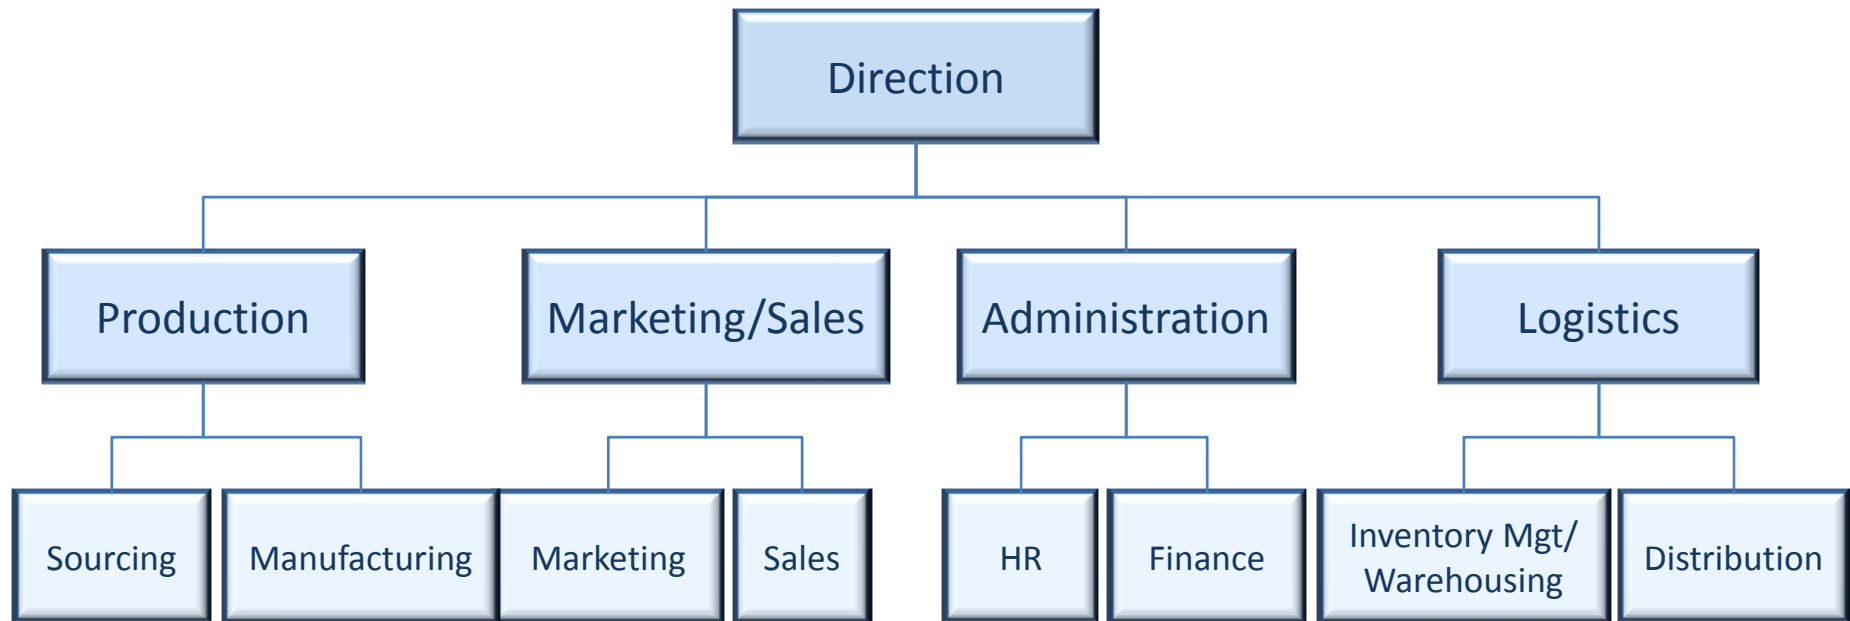 Direction
Production
Marketing/Sales
Administration
Logistics
Sourcing
Manufacturing
Marketing
Sales
HR
Finance
Inventory Mgt/
Warehousing
Distribution